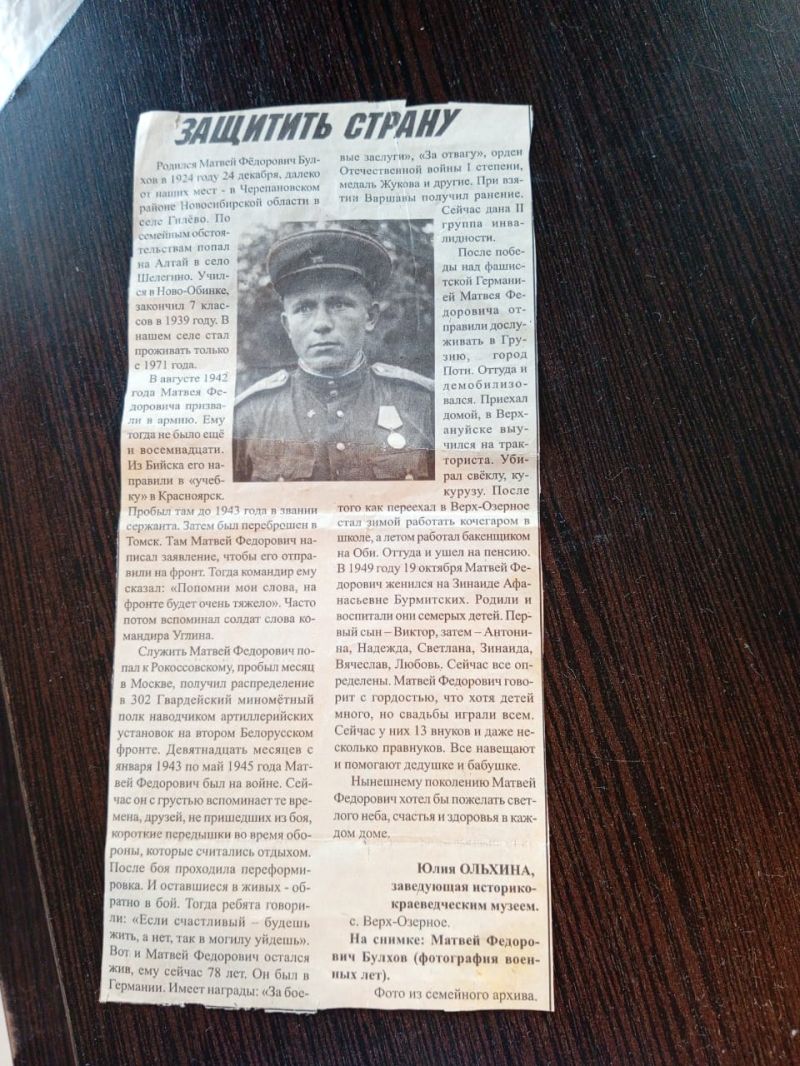 ЗАЩИТИТЬ СТРАНУ
Родился Матвей Фёдорович Бул-
хов в 1924 году 24 декабря, далеко
от наших мест - в Черепановском
районе Новосибирской области в
селе Гилёво. По
семейным обстоя-
тельствам попал
на Алтай в село
Шелегино. Учил-
ся в Ново-Обинке,
закончил 7 клас-
сов в 1939 году. В
нашем селе стал
проживать только
с 1971 года.
В августе 1942
года Матвея Фе-
доровича призва-
ли в армию. Ему
тогда не было ещё
и восемнадцати.
Из Бийска его на-
правили в «учеб-
ку» в Красноярск.
Пробыл там до 1943 года в звании
сержанта. Затем был переброшен в
Томск. Там Матвей Федорович на-
писал заявление, чтобы его отпра-
вили на фронт. Тогда командир ему
сказал: «Попомни мои слова, на
фронте будет очень тяжело». Часто
потом вспоминал солдат слова ко-
мандира Углина.
Служить Матвей Федорович по-
пал к Рокоссовскому, пробыл месяц
в Москве, получил распределение
в 302 Гвардейский миномётный
полк наводчиком артиллерийских
установок на втором Белорусском
фронте. Девятнадцать месяцев с
января 1943 по май 1945 года Мат-
вей Федорович был на войне. Сей-
час он с грустью вспоминает те вре-
мена, друзей, не пришедших из боя,
короткие передышки во время обо-
роны, которые считались отдыхом.
После боя проходила переформи-
ровка. И оставшиеся в живых - об-
ратно в бой. Тогда ребята говори-
ли: «Если счастливый – будешь
жить, а нет, так в могилу уйдешь».
Вот и Матвей Федорович остался
жив, ему сейчас 78 лет. Он был в
Германии. Имеет награды: «За бое-
вые заслуги», «За отвагу», орден
Отечественной войны I степени,
медаль Жукова и другие. При взя-
тии Варшавы получил ранение.
Сейчас дана II
группа инва-
лидности.
После побе-
ды над фашис-
тской Германи-
ей Матвея Фе-
доровича от-
правили дослу-
живать в Гру-
зию, город
Поти. Оттуда и
демобилизо-
вался. Приехал
домой, в Верх-
ануйске выу-
чился на трак-
ториста. Уби-
рал свёклу, ку-
курузу. После
того как переехал в Верх-Озерное
стал зимой работать кочегаром в
школе, а летом работал бакенщиком
на Оби. Оттуда и ушел на пенсию.
В 1949 году 19 октября Матвей Фе-
дорович женился на Зинаиде Афа-
насьевне Бурмитских. Родили и
воспитали они семерых детей. Пер-
вый сын – Виктор, затем – Антони-
на, Надежда, Светлана, Зинаида,
Вячеслав, Любовь. Сейчас все оп-
ределены. Матвей Федорович гово-
рит с гордостью, что хотя детей
много, но свадьбы играли всем.
Сейчас у них 13 внуков и даже не-
сколько правнуков. Все навещают
и помогают дедушке и бабушке.
Нынешнему поколению Матвей
Федорович хотел бы пожелать свет-
лого неба, счастья и здоровья в каж-
дом доме.
Юлия ОЛЬХИНА,
заведующая историко-
краеведческим музеем.
с. Верх-Озерное.
На снимке: Матвей Федоро-
вич Булхов (фотография воен-
ных лет).
Фото из семейного архива.